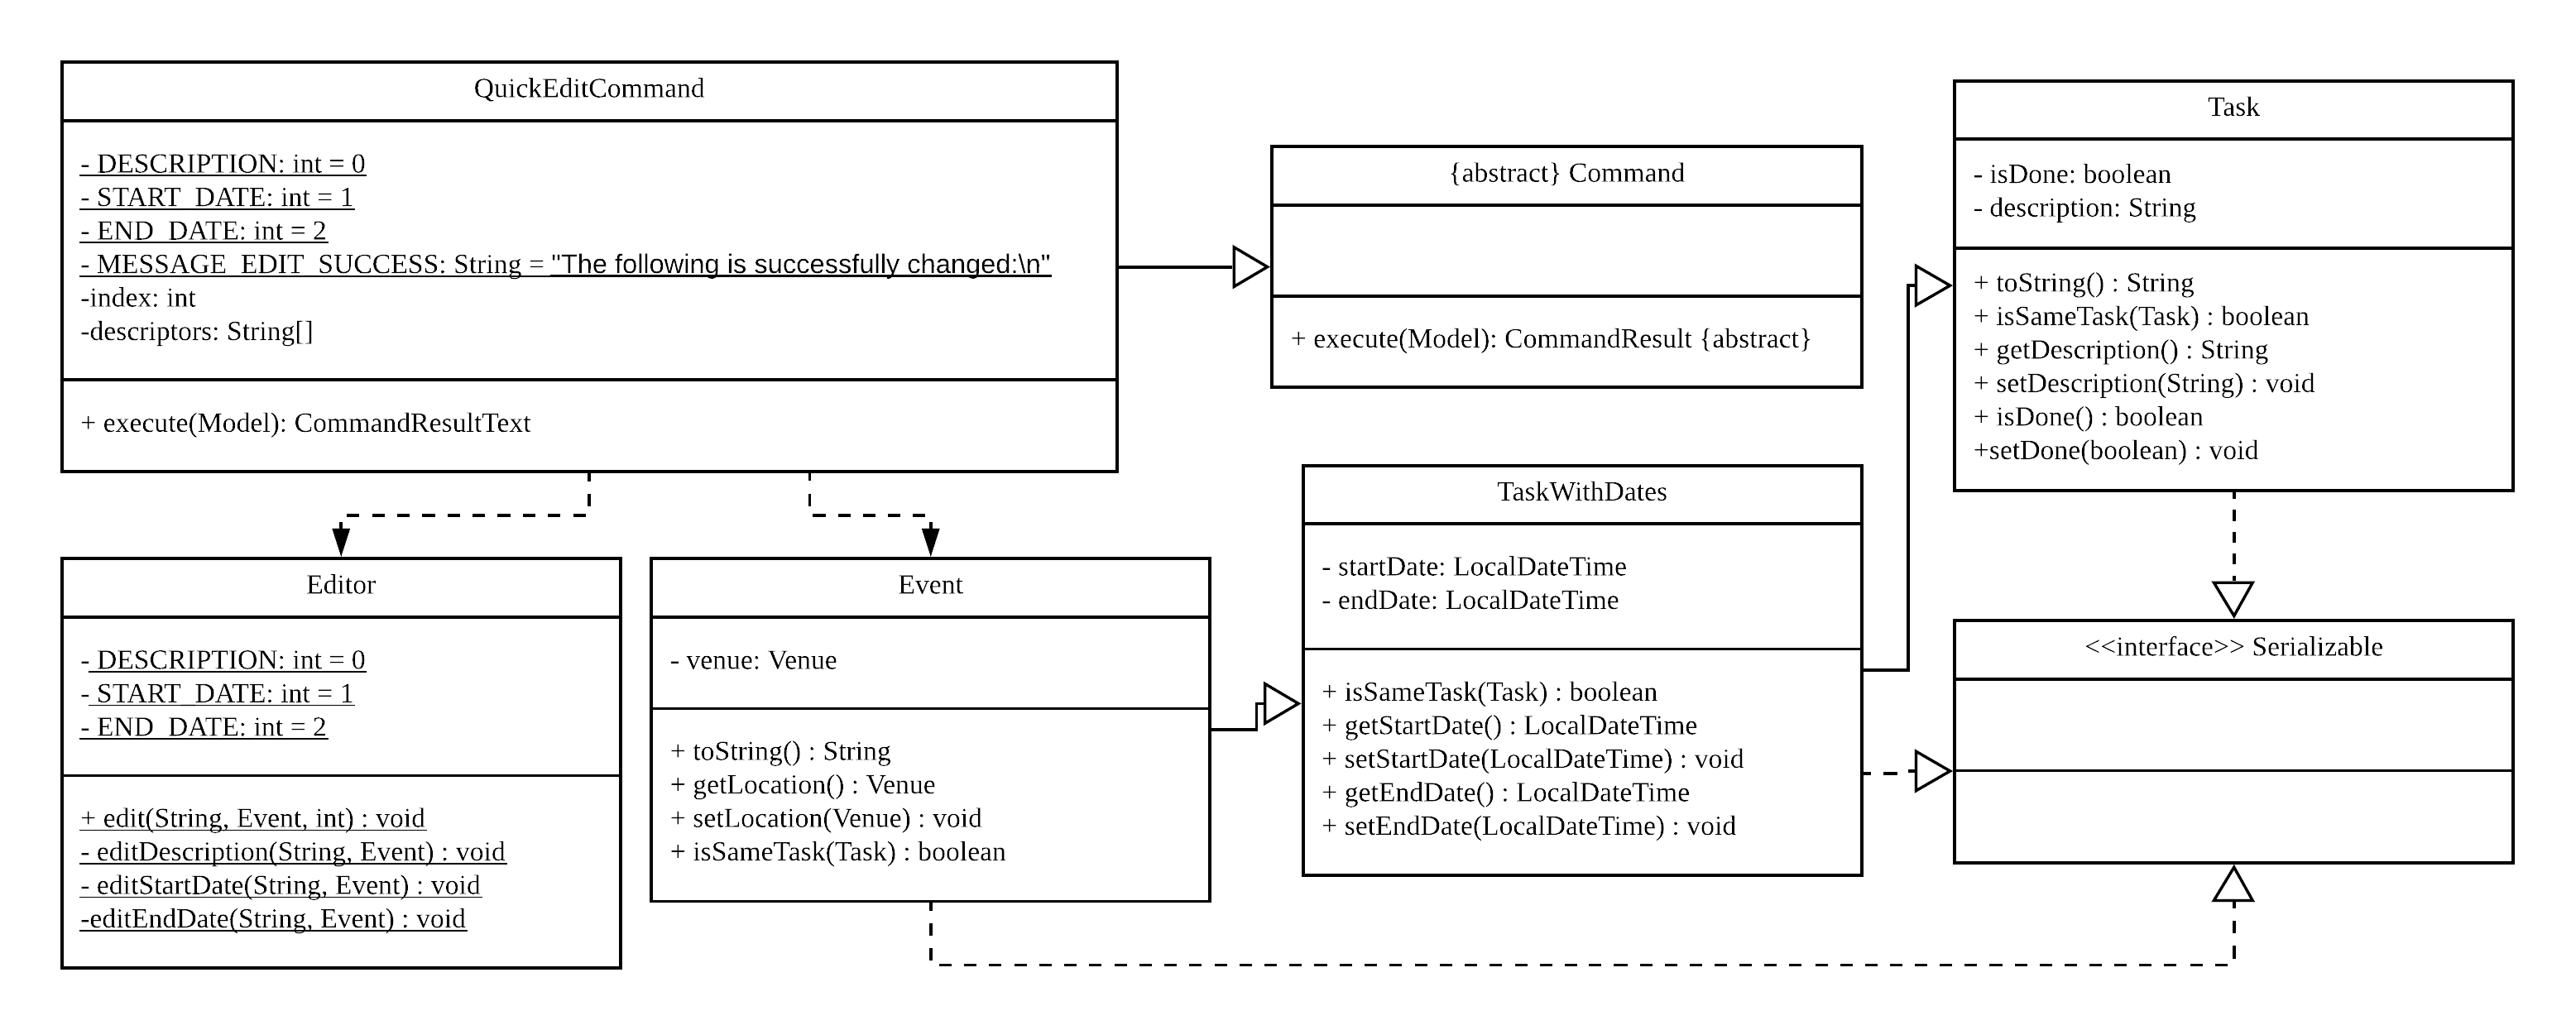 QuickEditCommand
- DESCRIPTION: int = 0
- START_DATE: int = 1
- END_DATE: int = 2
- MESSAGE_EDIT_SUCCESS: String = "The following is successfully changed:\n"
-index: int
-descriptors: String[]
+ execute(Model): CommandResultText
{abstract} Command
+ execute(Model): CommandResult {abstract}
Task
- isDone: boolean
- description: String
+ toString() : String
+ isSameTask(Task) : boolean
+ getDescription() : String
+ setDescription(String) : void
+ isDone() : boolean
+setDone(boolean) : void
Editor
- DESCRIPTION: int = 0
- START_DATE: int = 1
- END_DATE: int = 2
+ edit(String, Event, int) : void
- editDescription(String, Event) : void
- editStartDate(String, Event) : void
-editEndDate(String, Event) : void
Event
- venue: Venue
+ toString() : String
+ getLocation() : Venue
+ setLocation(Venue) : void
+ isSameTask(Task) : boolean
TaskWithDates
- startDate: LocalDateTime
- endDate: LocalDateTime
+ isSameTask(Task) : boolean
+ getStartDate() : LocalDateTime
+ setStartDate(LocalDateTime) : void
+ getEndDate() : LocalDateTime
+ setEndDate(LocalDateTime) : void
<<interface>> Serializable